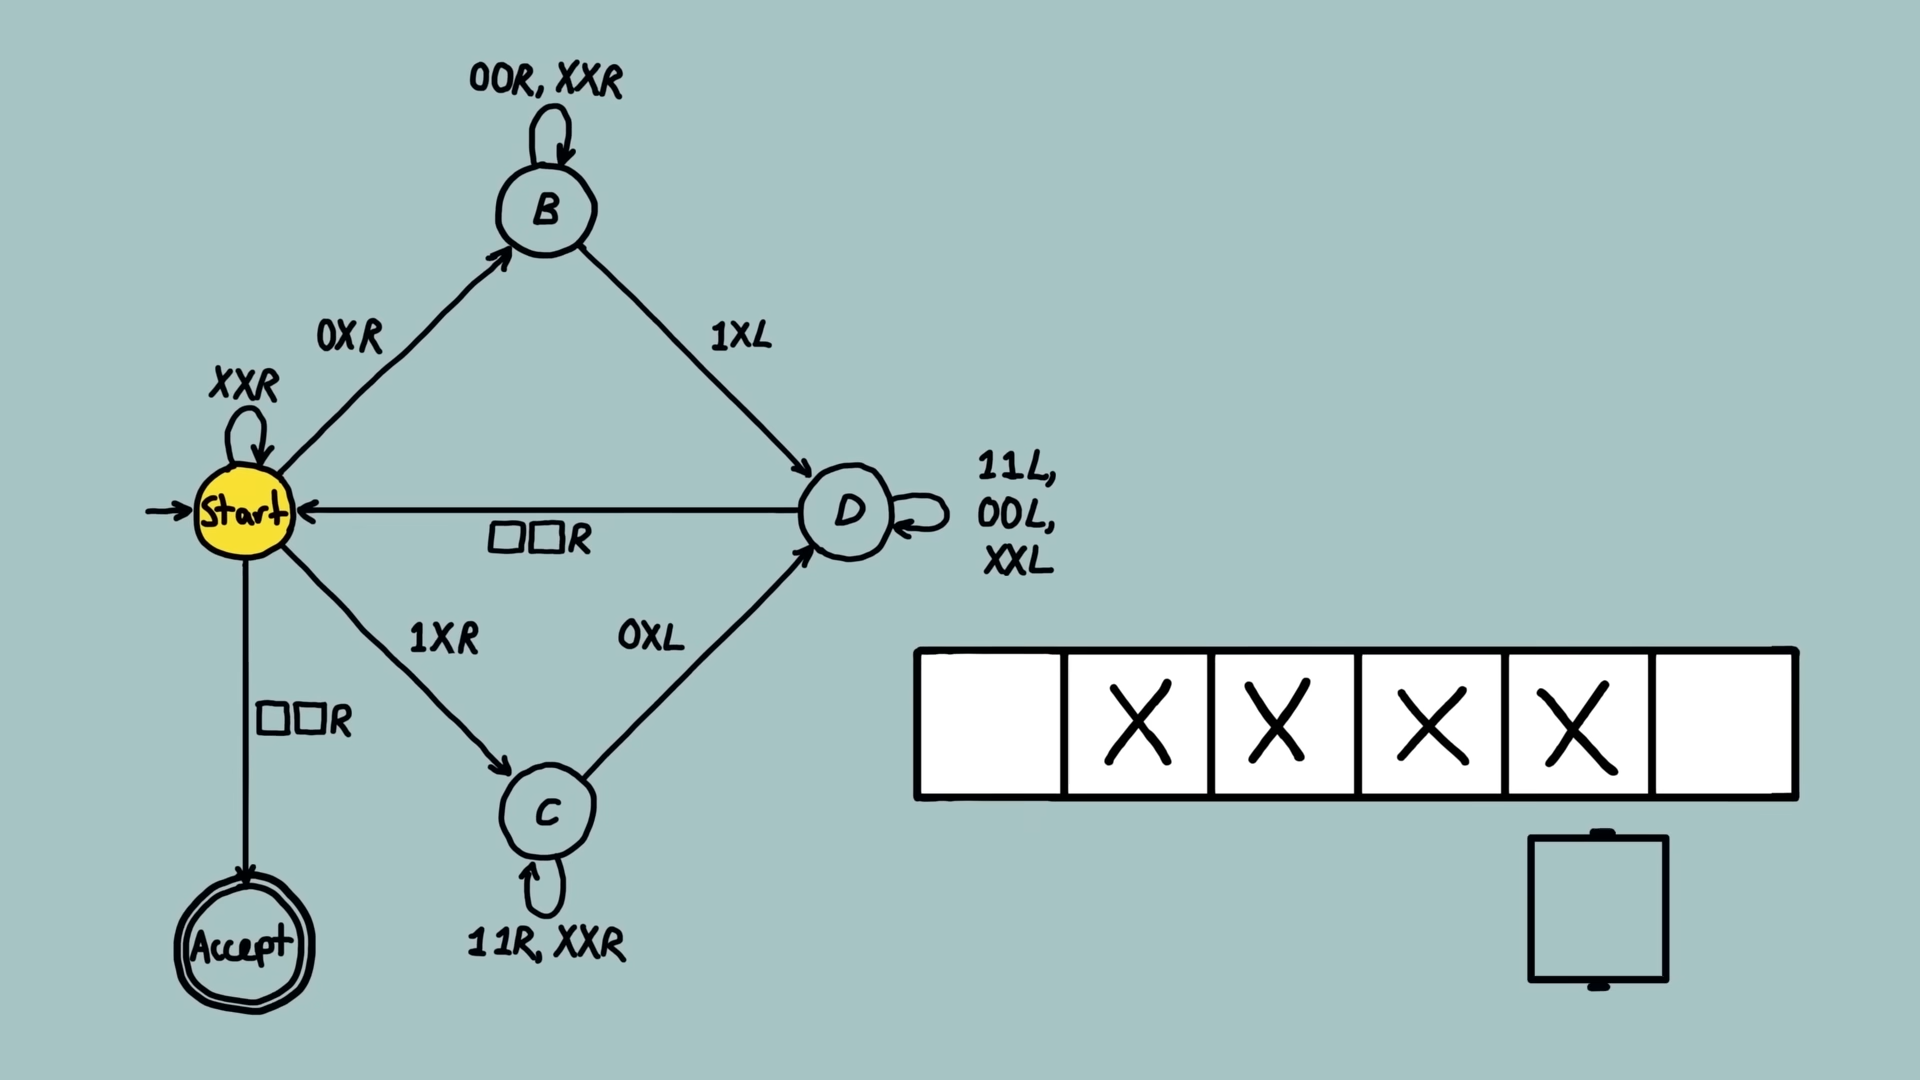 00R, XXR
B
0XR
1XL
XXR
Start
D
11L,
00L,
XXL
□□R
1XR
0XL
□□R
X X X X
C
Accept
11R, XXR